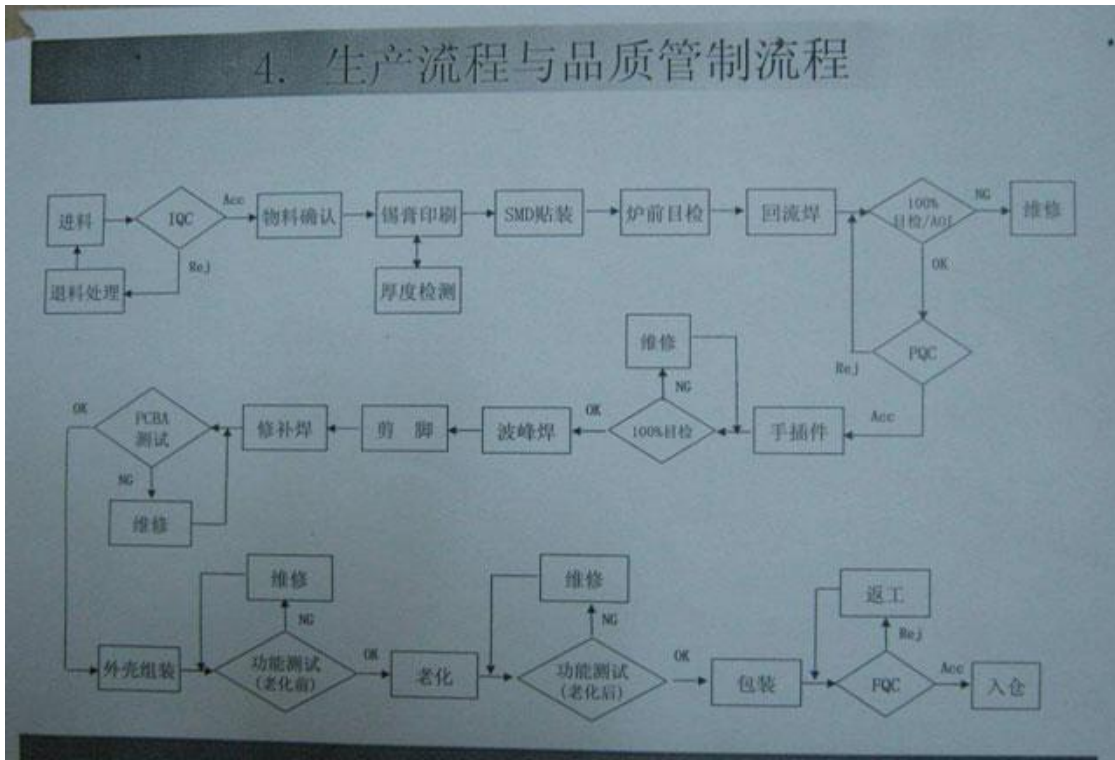 4. 生产流程与品质管制流程
进料
IQC
Acc
物料确认
锡膏印刷
SMD贴装
炉前目检
回流焊
100%
目检/AOI
NG
维修
Rej
退料处理
厚度检测
OK
PQC
Rej
Acc
维修
NG
手插件
100%目检
OK
波峰焊
剪 脚
修补焊
PCBA
测试
OK
NG
维修
外壳组装
维修
NG
功能测试
(老化前)
OK
老化
维修
NG
功能测试
(老化后)
OK
包装
返工
Rej
FQC
Acc
入仓